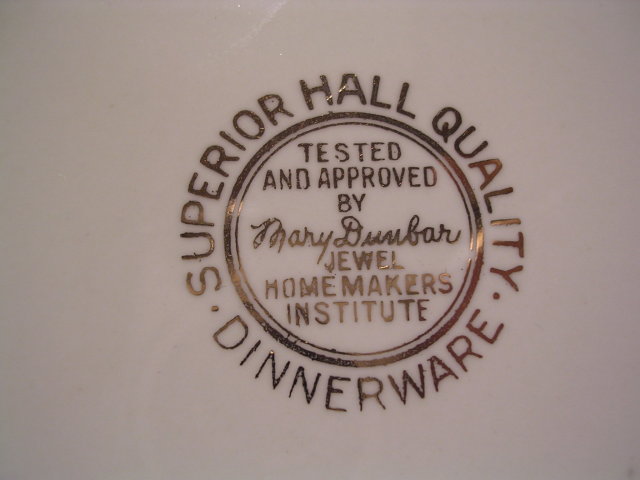 SUPERIOR HALL QUALITY
· DINNERWARE ·
TESTED
AND APPROVED
BY
Mary Dunbar
JEWEL
HOMEMAKERS
INSTITUTE